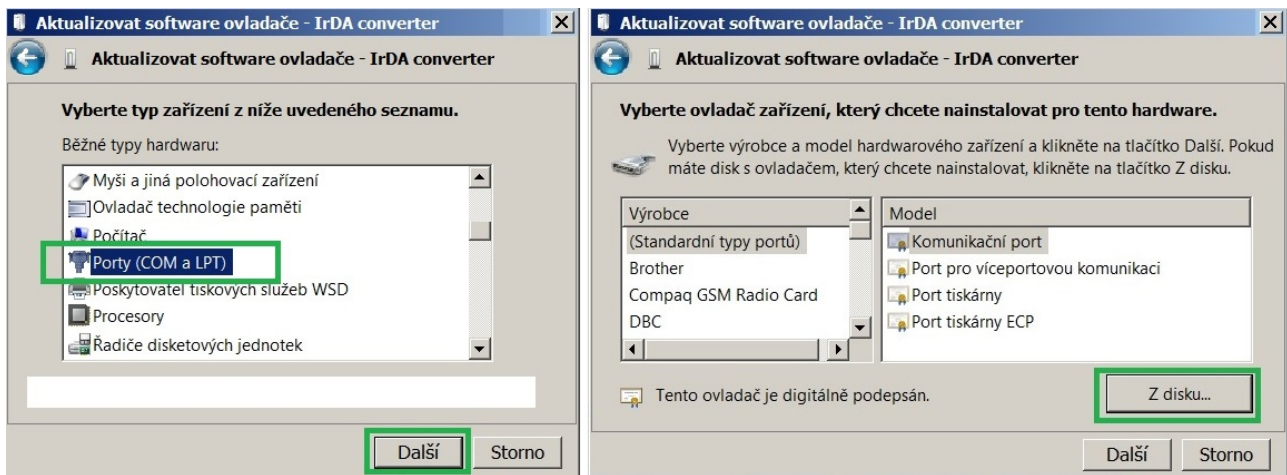 Aktualizovat software ovladače - IrDA converter
Aktualizovat software ovladače - IrDA converter
Vyberte typ zařízení z níže uvedeného seznamu.
Běžné typy hardwaru:
Myši a jiná polohovací zařízení
Ovladač technologie paměti
Počítač
Porty (COM a LPT)
Poskytovatel tiskových služeb WSD
Procesory
Řadiče disketových jednotek
Další
Storno
Aktualizovat software ovladače - IrDA converter
Aktualizovat software ovladače - IrDA converter
Vyberte ovladač zařízení, který chcete nainstalovat pro tento hardware.
Vyberte výrobce a model hardwarového zařízení a klikněte na tlačítko Další. Pokud
máte disk s ovladačem, který chcete nainstalovat, klikněte na tlačítko Z disku.
Výrobce
(Standardní typy portů)
Brother
Compaq GSM Radio Card
DBC
Model
Komunikační port
Port pro víceportovou komunikaci
Port tiskárny
Port tiskárny ECP
Tento ovladač je digitálně podepsán.
Z disku...
Další
Storno